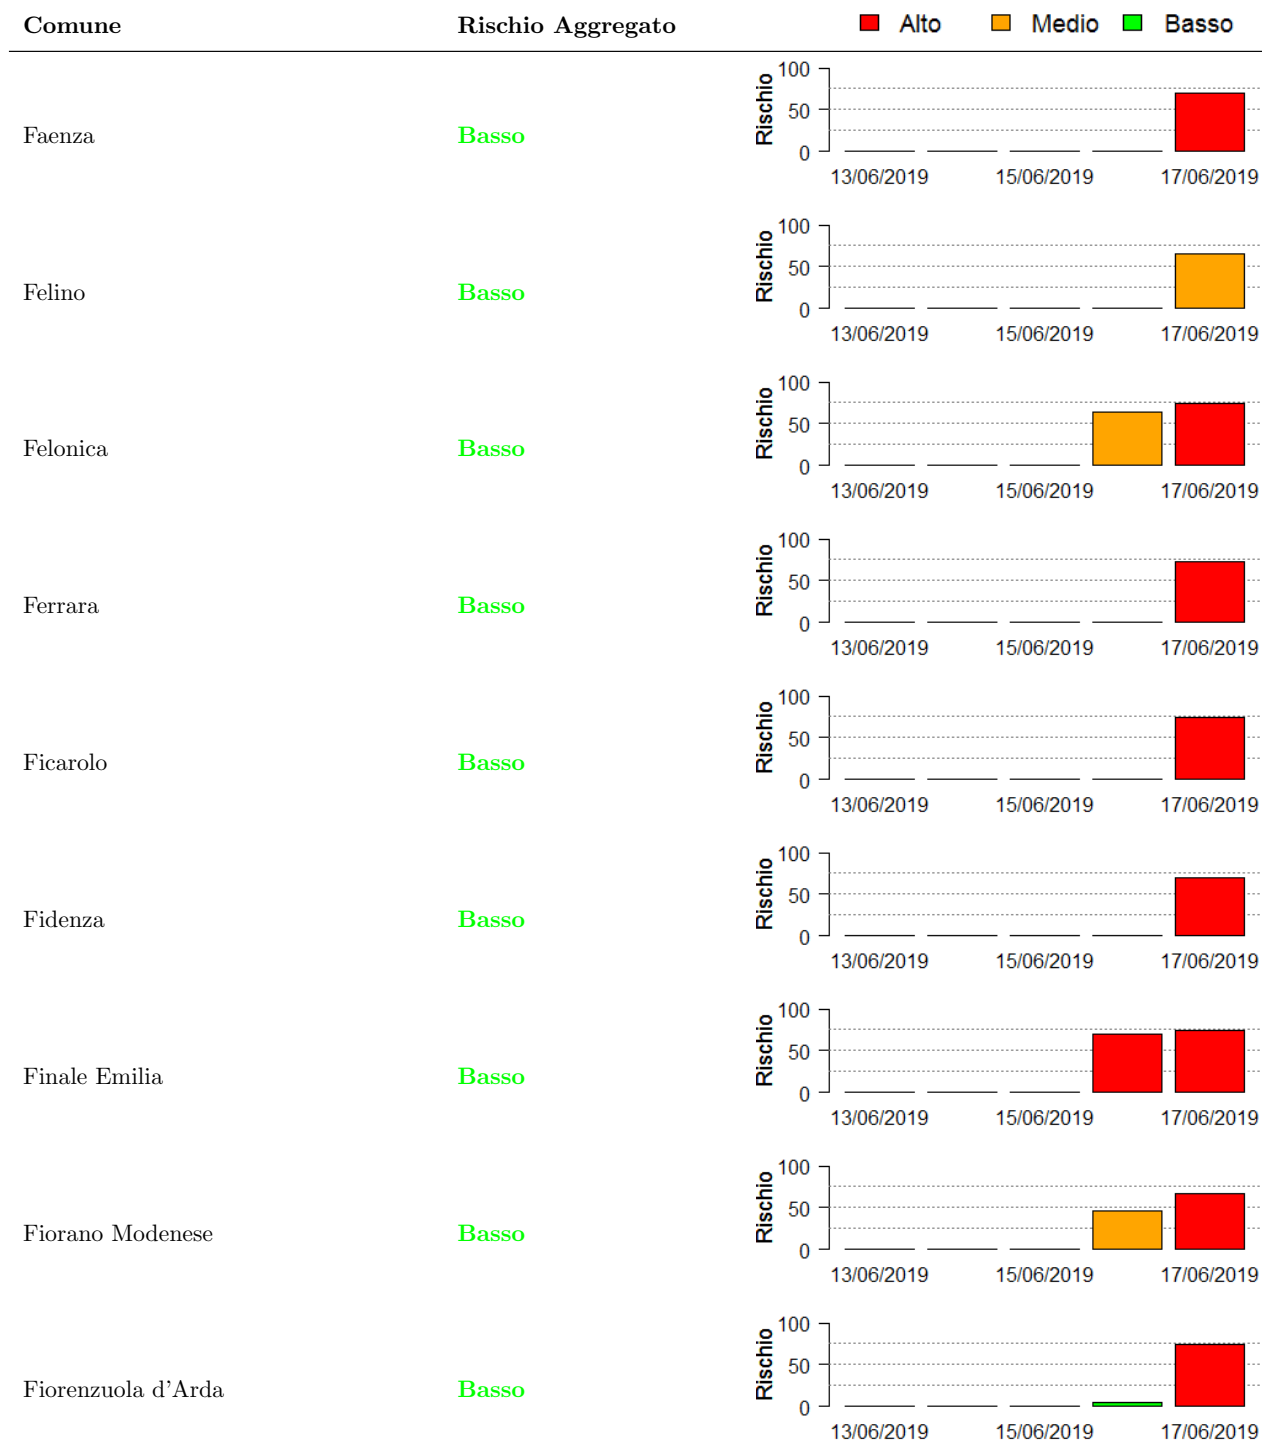 Comune Rischio Aggregato Alto Medio Basso
Faenza Basso
Rischio
100
50
0
13/06/2019 15/06/2019 17/06/2019
Felino Basso
Rischio
100
50
0
13/06/2019 15/06/2019 17/06/2019
Felonica Basso
Rischio
100
50
0
13/06/2019 15/06/2019 17/06/2019
Ferrara Basso
Rischio
100
50
0
13/06/2019 15/06/2019 17/06/2019
Ficarolo Basso
Rischio
100
50
0
13/06/2019 15/06/2019 17/06/2019
Fidenza Basso
Rischio
100
50
0
13/06/2019 15/06/2019 17/06/2019
Finale Emilia Basso
Rischio
100
50
0
13/06/2019 15/06/2019 17/06/2019
Fiorano Modenese Basso
Rischio
100
50
0
13/06/2019 15/06/2019 17/06/2019
Fiorenzuola d'Arda Basso
Rischio
100
50
0
13/06/2019 15/06/2019 17/06/2019